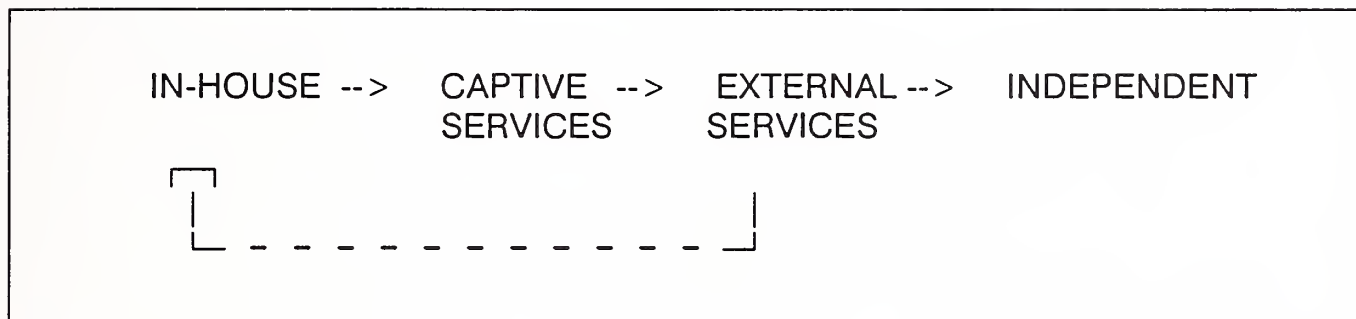 IN-HOUSE --> CAPTIVE --> EXTERNAL --> INDEPENDENT
SERVICES SERVICES